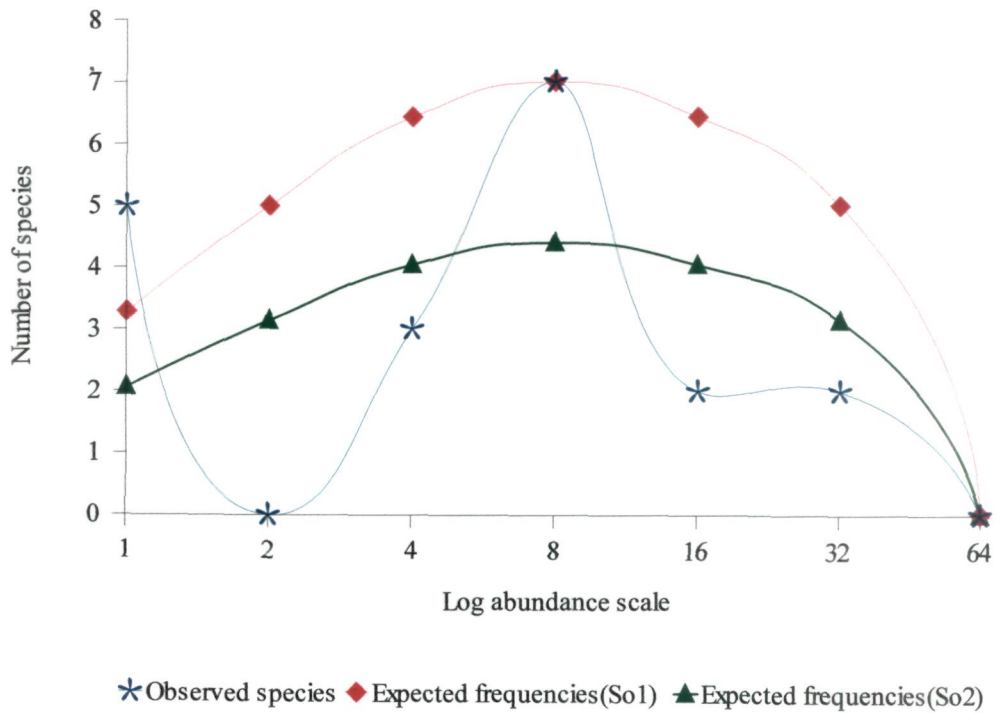 8
7
6
5
4
3
2
1
0
Number of species
1 2 4 8 16 32 64
Log abundance scale
Observed species Expected frequencies(So1) Expected frequencies(So2)